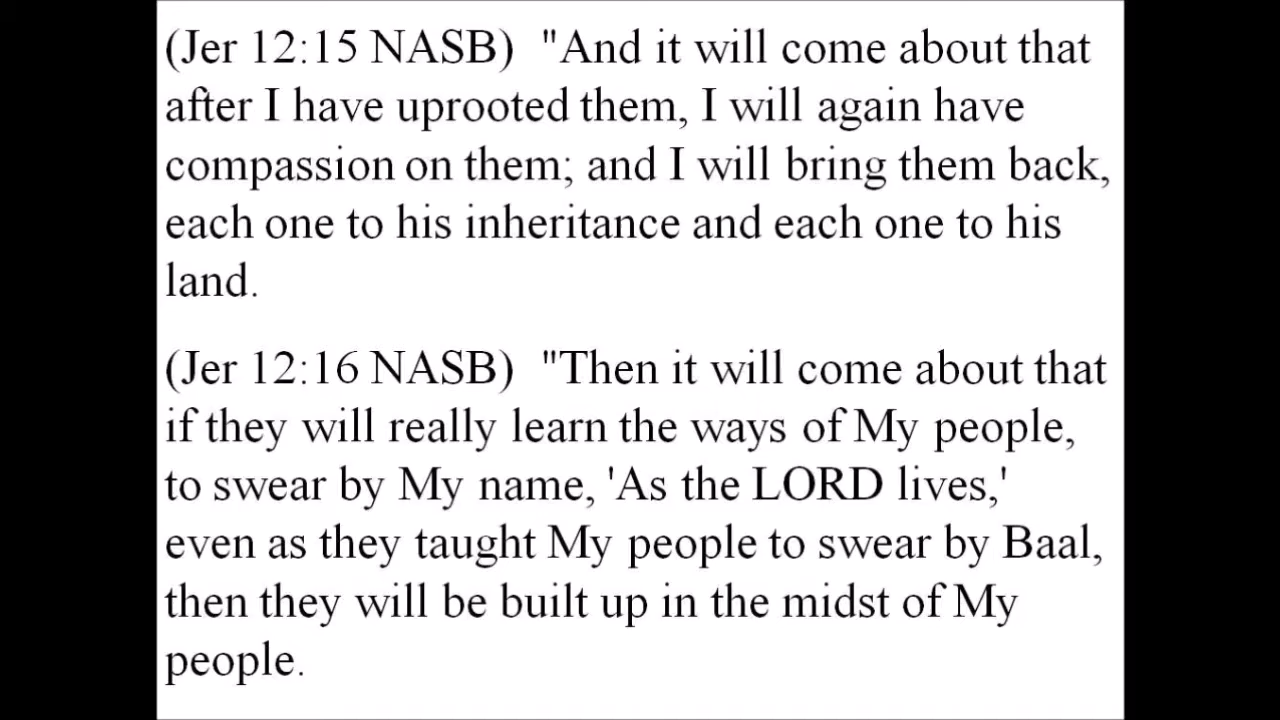 (Jer 12:15 NASB)  "And it will come about that
after I have uprooted them, I will again have
compassion on them; and I will bring them back,
each one to his inheritance and each one to his
land.
(Jer 12:16 NASB)  "Then it will come about that
if they will really learn the ways of My people,
to swear by My name, 'As the LORD lives,'
even as they taught My people to swear by Baal,
then they will be built up in the midst of My
people.